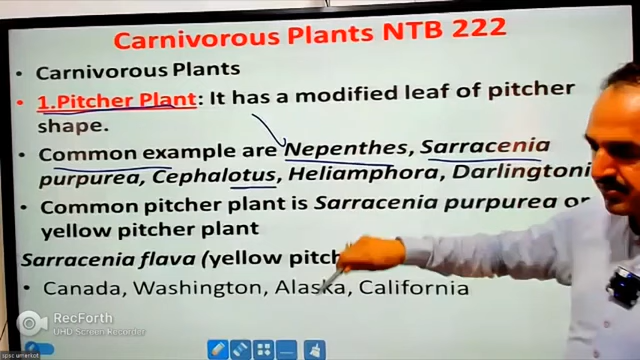 Carnivorous Plants NTB 222
• Carnivorous Plants
• 1.Pitcher Plant: It has a modified leaf of pitcher
shape.
• Common example are Nepenthes, Sarracenia
purpurea, Cephalotus, Heliamphora, Darlingtoni
• Common pitcher plant is Sarracenia purpurea or
yellow pitcher plant
Sarracenia flava (yellow pitch
• Canada, Washington, Alaska, California
RecForth
UHD Screen Recorder